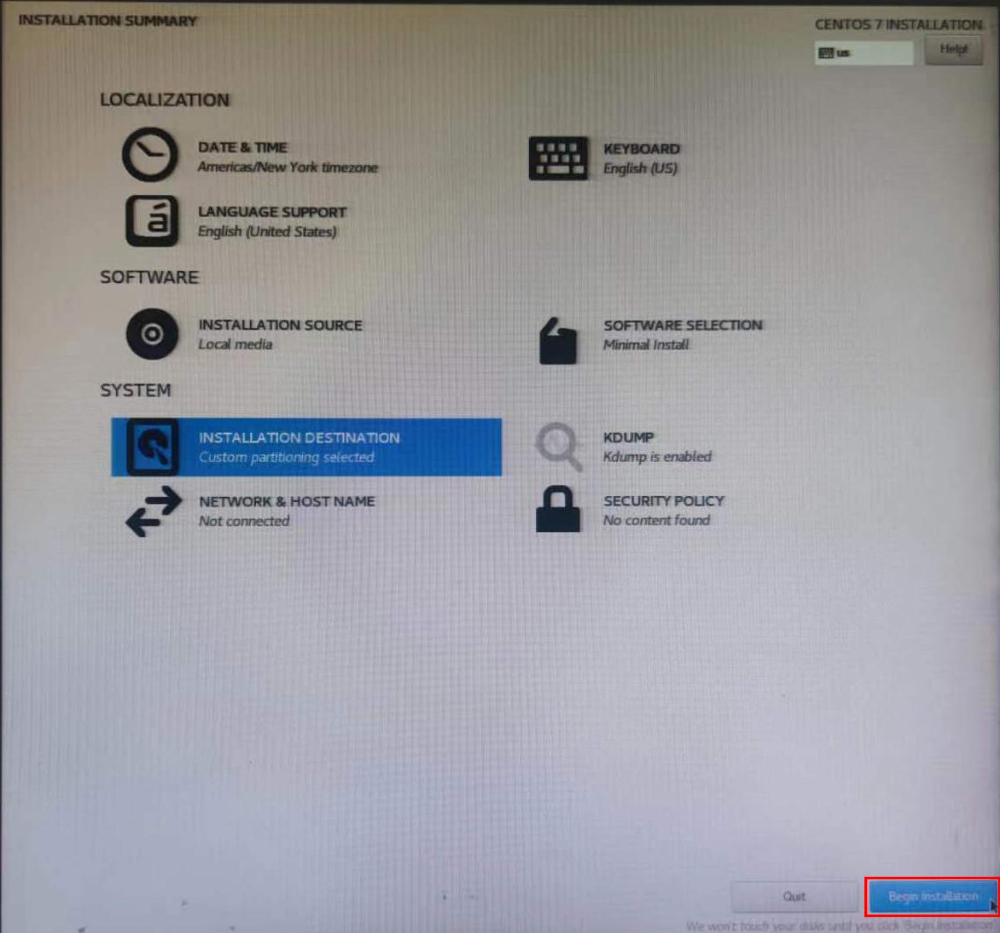 INSTALLATION SUMMARY
CENTOS 7 INSTALLATION
us
Help!
LOCALIZATION
DATE & TIME
Americas/New York timezone
KEYBOARD
English (US)
á
LANGUAGE SUPPORT
English (United States)
SOFTWARE
INSTALLATION SOURCE
Local media
SOFTWARE SELECTION
Minimal Install
SYSTEM
INSTALLATION DESTINATION
Custom partitioning selected
KDUMP
Kdump is enabled
NETWORK & HOST NAME
Not connected
SECURITY POLICY
No content found
Quit
Begin Installation
We won't touch your disks until you click 'Begin Installation'